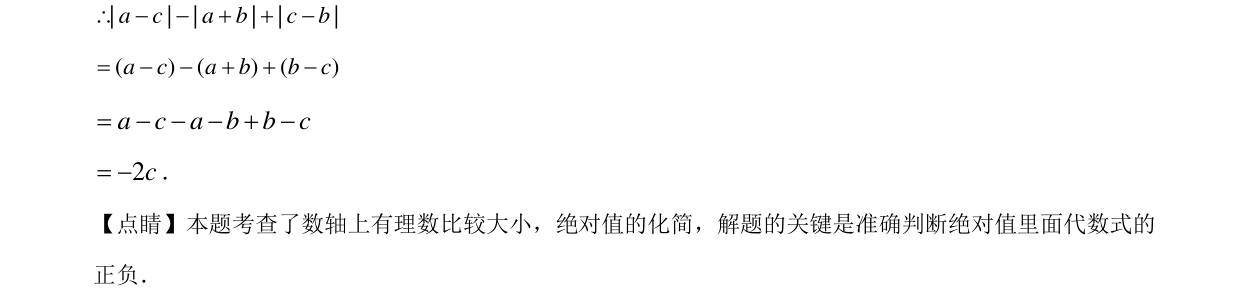 ∴|a−c|−|a+b|+|c−b|
=(a−c)−(a+b)+(b−c)
=a−c−a−b+b−c
=−2c．
【点睛】本题考查了数轴上有理数比较大小，绝对值的化简，解题的关键是准确判断绝对值里面代数式的
正负．